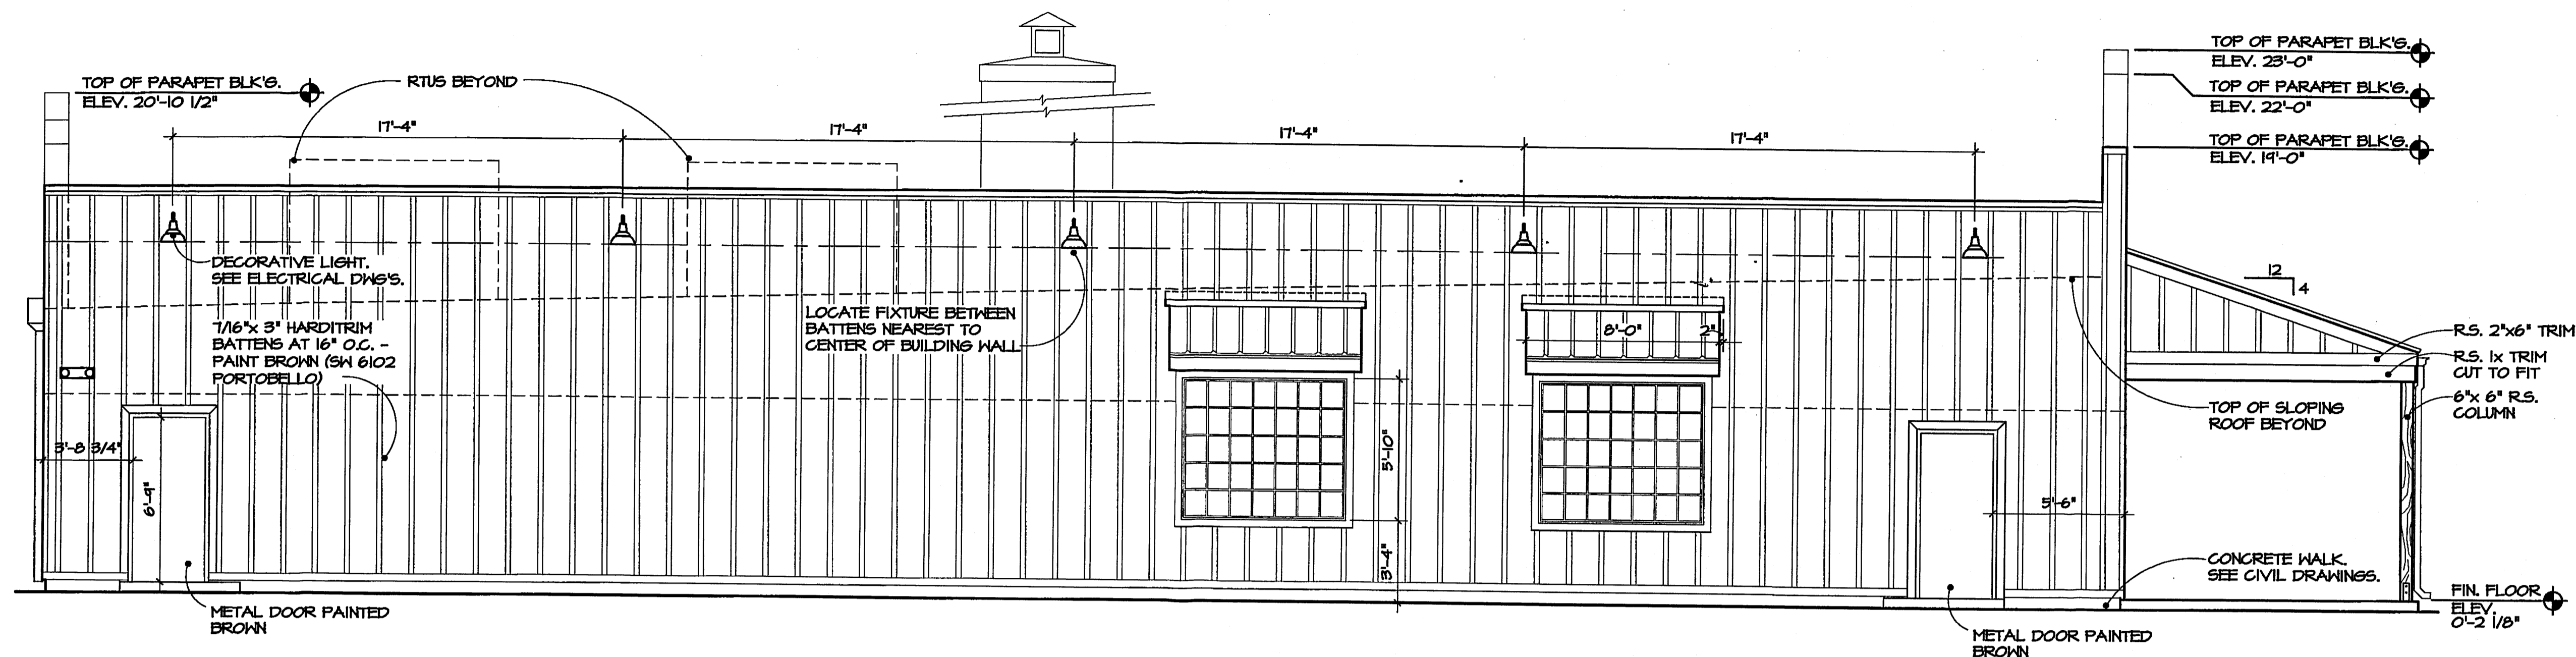 TOP OF PARAPET BLK'G.
ELEV. 20'-10 1/2"
RTUS BEYOND
TOP OF PARAPET BLK'G.
ELEV. 23'-0"
TOP OF PARAPET BLK'G.
ELEV. 22'-0"
TOP OF PARAPET BLK'G.
ELEV. 19'-0"
17'-4"
17'-4"
17'-4"
17'-4"
DECORATIVE LIGHT.
SEE ELECTRICAL DWG'S.
7/16"x 3" HARDITRIM
BATTENS AT 16" O.C. -
PAINT BROWN (SW 6102
PORTOBELLO)
LOCATE FIXTURE BETWEEN
BATTENS NEAREST TO
CENTER OF BUILDING WALL
8'-0"
2"
12
4
R.S. 2"x6" TRIM
R.S. 1x TRIM
CUT TO FIT
6"x 6" R.S.
COLUMN
TOP OF SLOPING
ROOF BEYOND
3'-8 3/4"
6'-9"
5'-10"
3'-4"
5'-6"
CONCRETE WALK.
SEE CIVIL DRAWINGS.
FIN. FLOOR
ELEV.
0'-2 1/8"
METAL DOOR PAINTED
BROWN
METAL DOOR PAINTED
BROWN